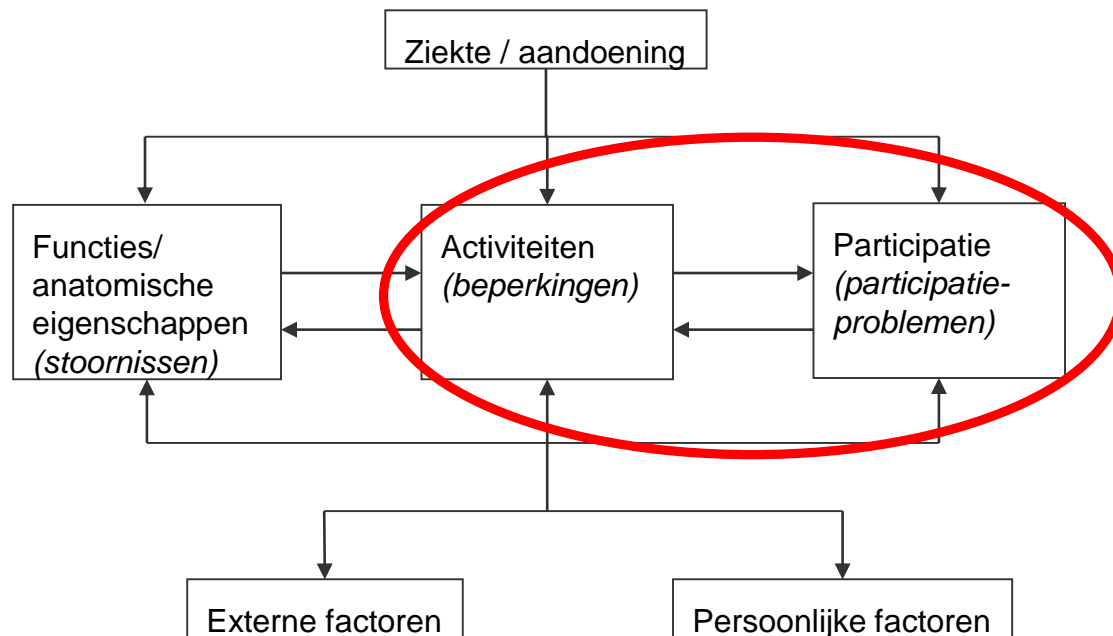 Ziekte / aandoening
Functies/
anatomische
eigenschappen
(stoornissen)
Activiteiten
(beperkingen)
Participatie
(participatie-
problemen)
Externe factoren
Persoonlijke factoren